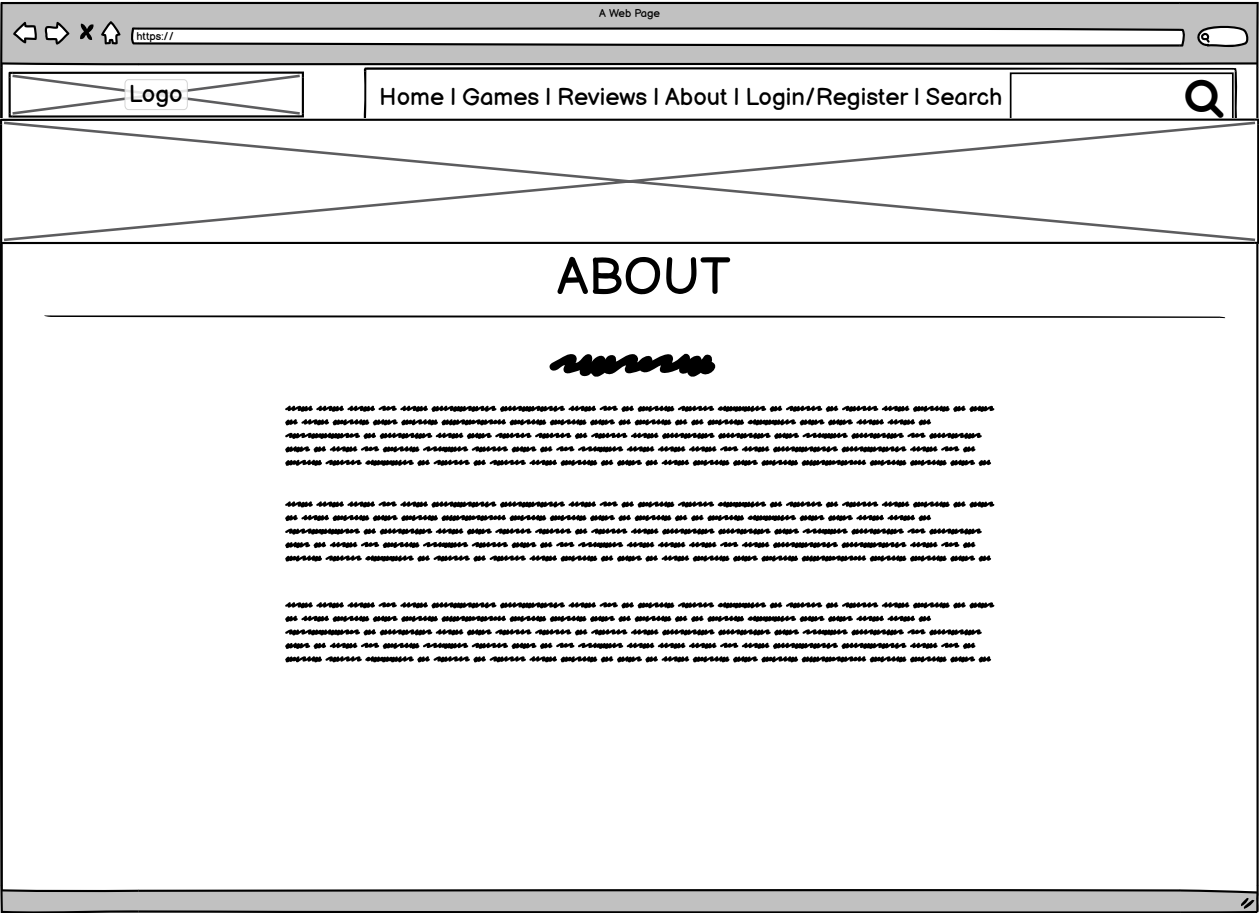 A Web Page
https://
Logo
Home | Games | Reviews | About | Login/Register | Search
ABOUT